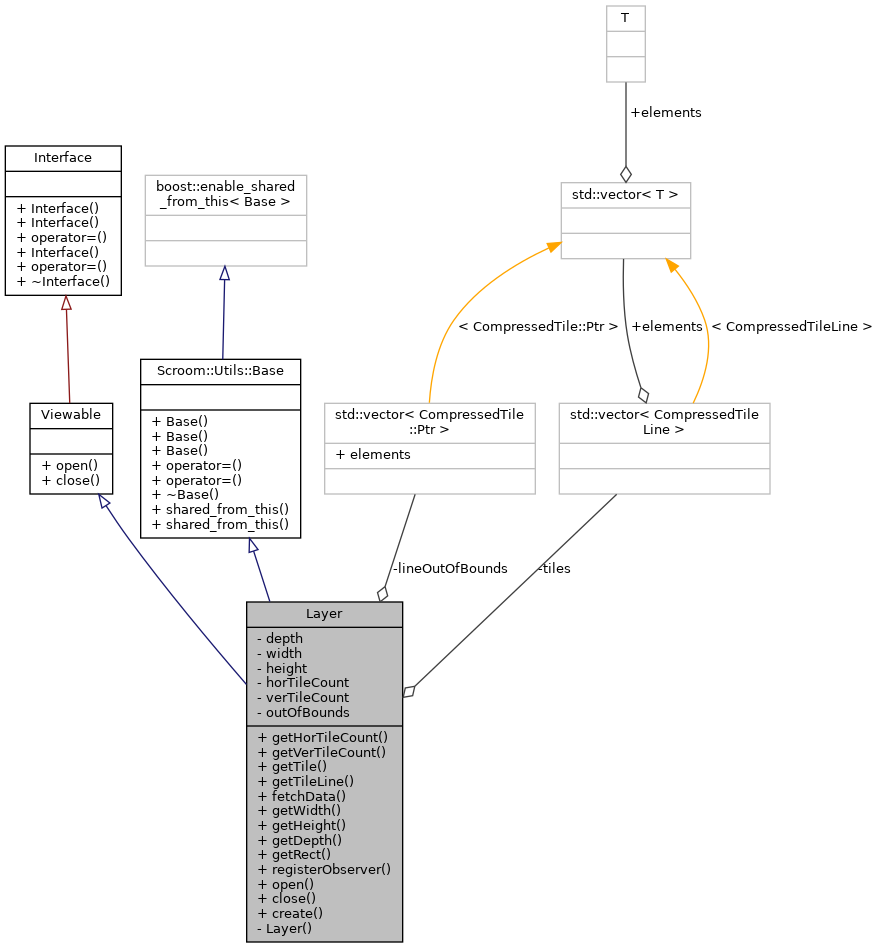 T
+elements
Interface
+ Interface()
+ Interface()
+ operator=()
+ Interface()
+ operator=()
+ ~Interface()
boost::enable_shared
_from_this< Base >
std::vector< T >
< CompressedTile::Ptr >
+elements
< CompressedTileLine >
Scroom::Utils::Base
+ Base()
+ Base()
+ Base()
+ operator=()
+ operator=()
+ ~Base()
+ shared_from_this()
+ shared_from_this()
Viewable
+ open()
+ close()
std::vector< CompressedTile
::Ptr >
+ elements
std::vector< CompressedTile
Line >
-lineOutOfBounds
-tiles
Layer
- depth
- width
- height
- horTileCount
- verTileCount
- outOfBounds
+ getHorTileCount()
+ getVerTileCount()
+ getTile()
+ getTileLine()
+ fetchData()
+ getWidth()
+ getHeight()
+ getDepth()
+ getRect()
+ registerObserver()
+ open()
+ close()
+ create()
- Layer()